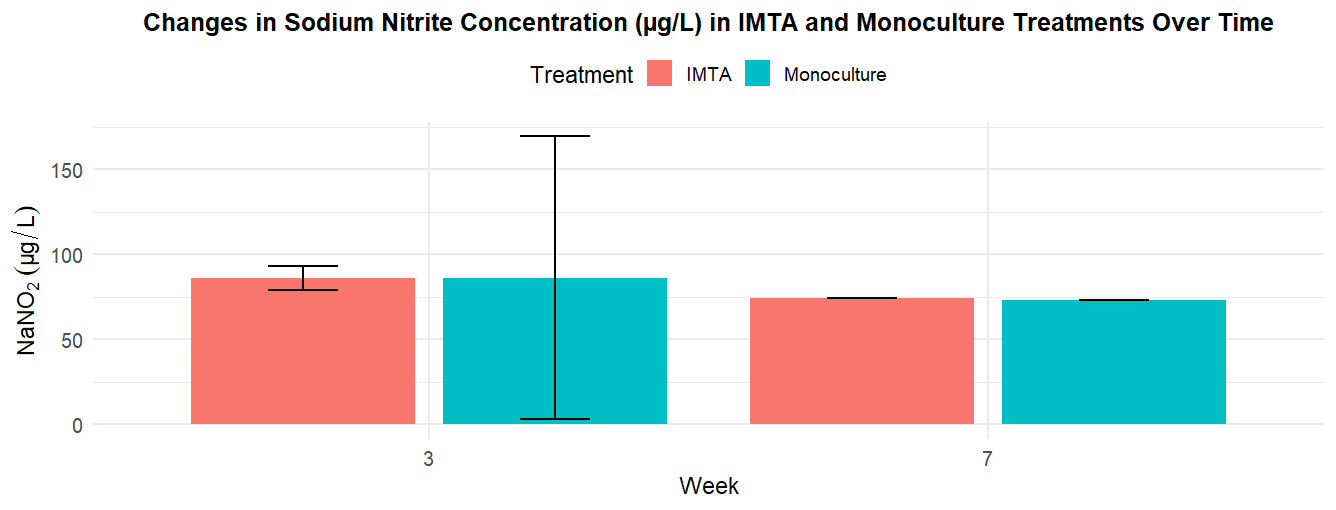 Changes in Sodium Nitrite Concentration (µg/L) in IMTA and Monoculture Treatments Over Time
Treatment IMTA Monoculture
NaNO₂ (µg/L)
150
100
50
0
3 7
Week